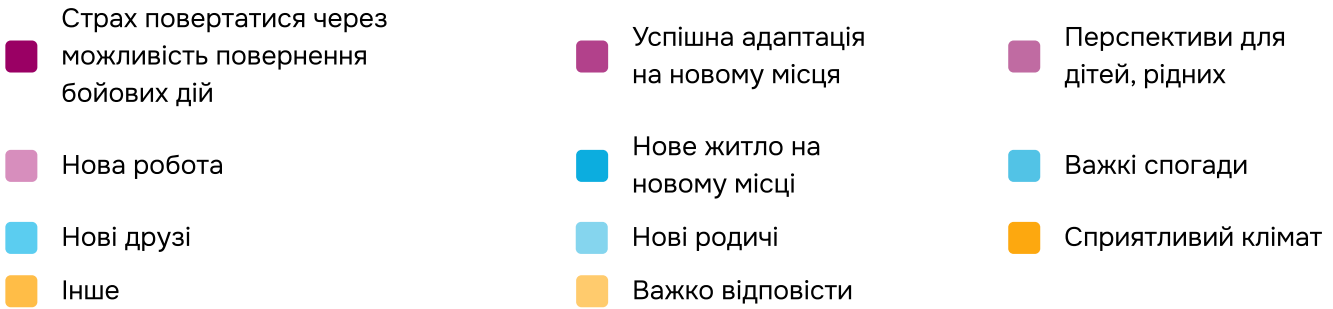 Страх повертатися через
можливість повернення
бойових дій
Успішна адаптація
на новому місця
Перспективи для
дітей, рідних
Нова робота
Нове житло на
новому місці
Важкі спогади
Нові друзі
Нові родичі
Сприятливий клімат
Інше
Важко відповісти